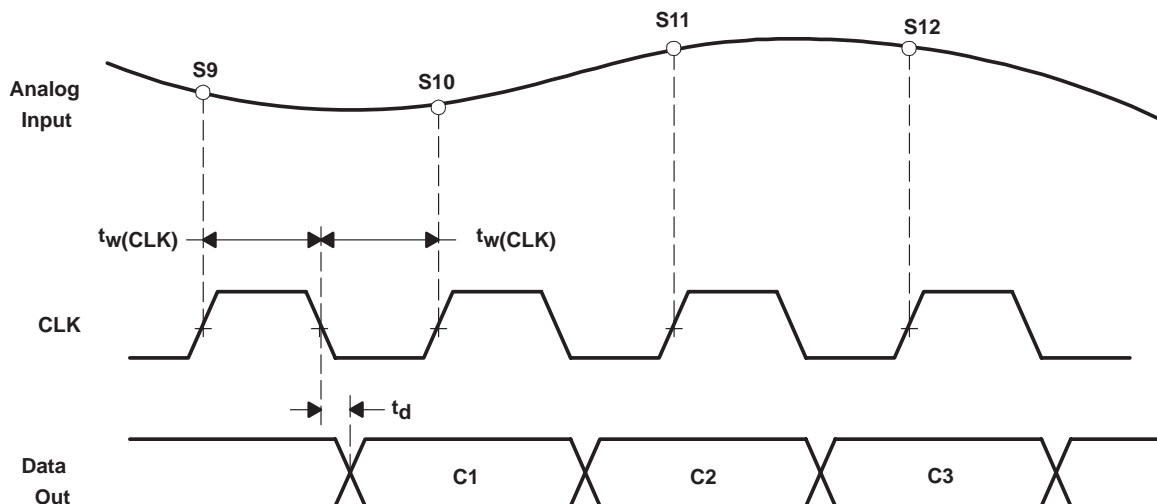 S11
S12
S9
S10
Analog
Input
tw(CLK)
tw(CLK)
CLK
td
Data
Out
C1
C2
C3